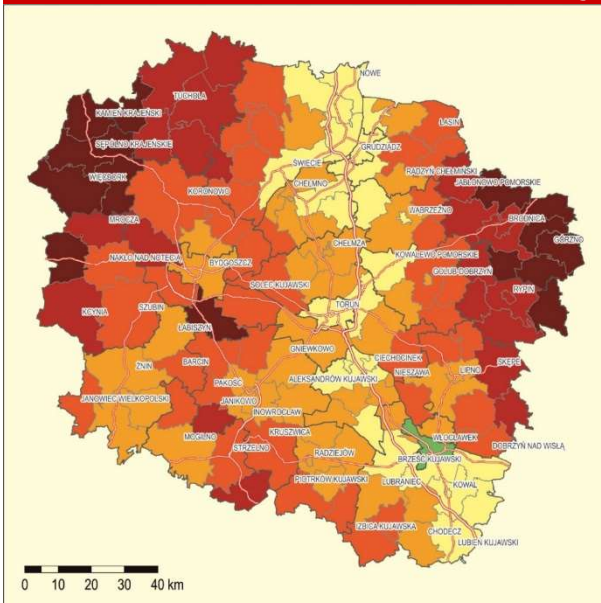 NOWE
TUCHOLA
KAMIEŃ KRAJEŃSKI
ŁASIN
SĘPÓLNO KRAJEŃSKIE
GRUDZIĄDZ
ŚWIECIE
RADZYŃ CHEŁMIŃSKI
WIĘCBORK
CHEŁMNO
JABŁONOWO POMORSKIE
KORONOWO
WĄBRZEŹNO
BRODNICA
MROCZA
GÓRZNO
CHEŁMŻA
KOWALEWO POMORSKIE
NAKŁO NAD NOTECIĄ
BYDGOSZCZ
GOLUB-DOBRZYŃ
SOLEC KUJAWSKI
RYPIN
TORUŃ
KCYNIA
SZUBIN
ŁABISZYN
GNIEWKOWO
CIECHOCINEK
SKĘPE
ŻNIN
BARCIN
LIPNO
NIESZAWA
PAKOŚĆ
ALEKSANDRÓW KUJAWSKI
JANOWIEC WIELKOPOLSKI
JANIKOWO
INOWROCŁAW
KRUSZWICA
WŁOCŁAWEK
MOGILNO
DOBRZYŃ NAD WISŁĄ
STRZELNO
RADZIEJÓW
BRZEŚĆ KUJAWSKI
PIOTRKÓW KUJAWSKI
LUBRANIEC
KOWAL
IZBICA KUJAWSKA
CHODECZ
LUBIEŃ KUJAWSKI
0 10 20 30 40 km